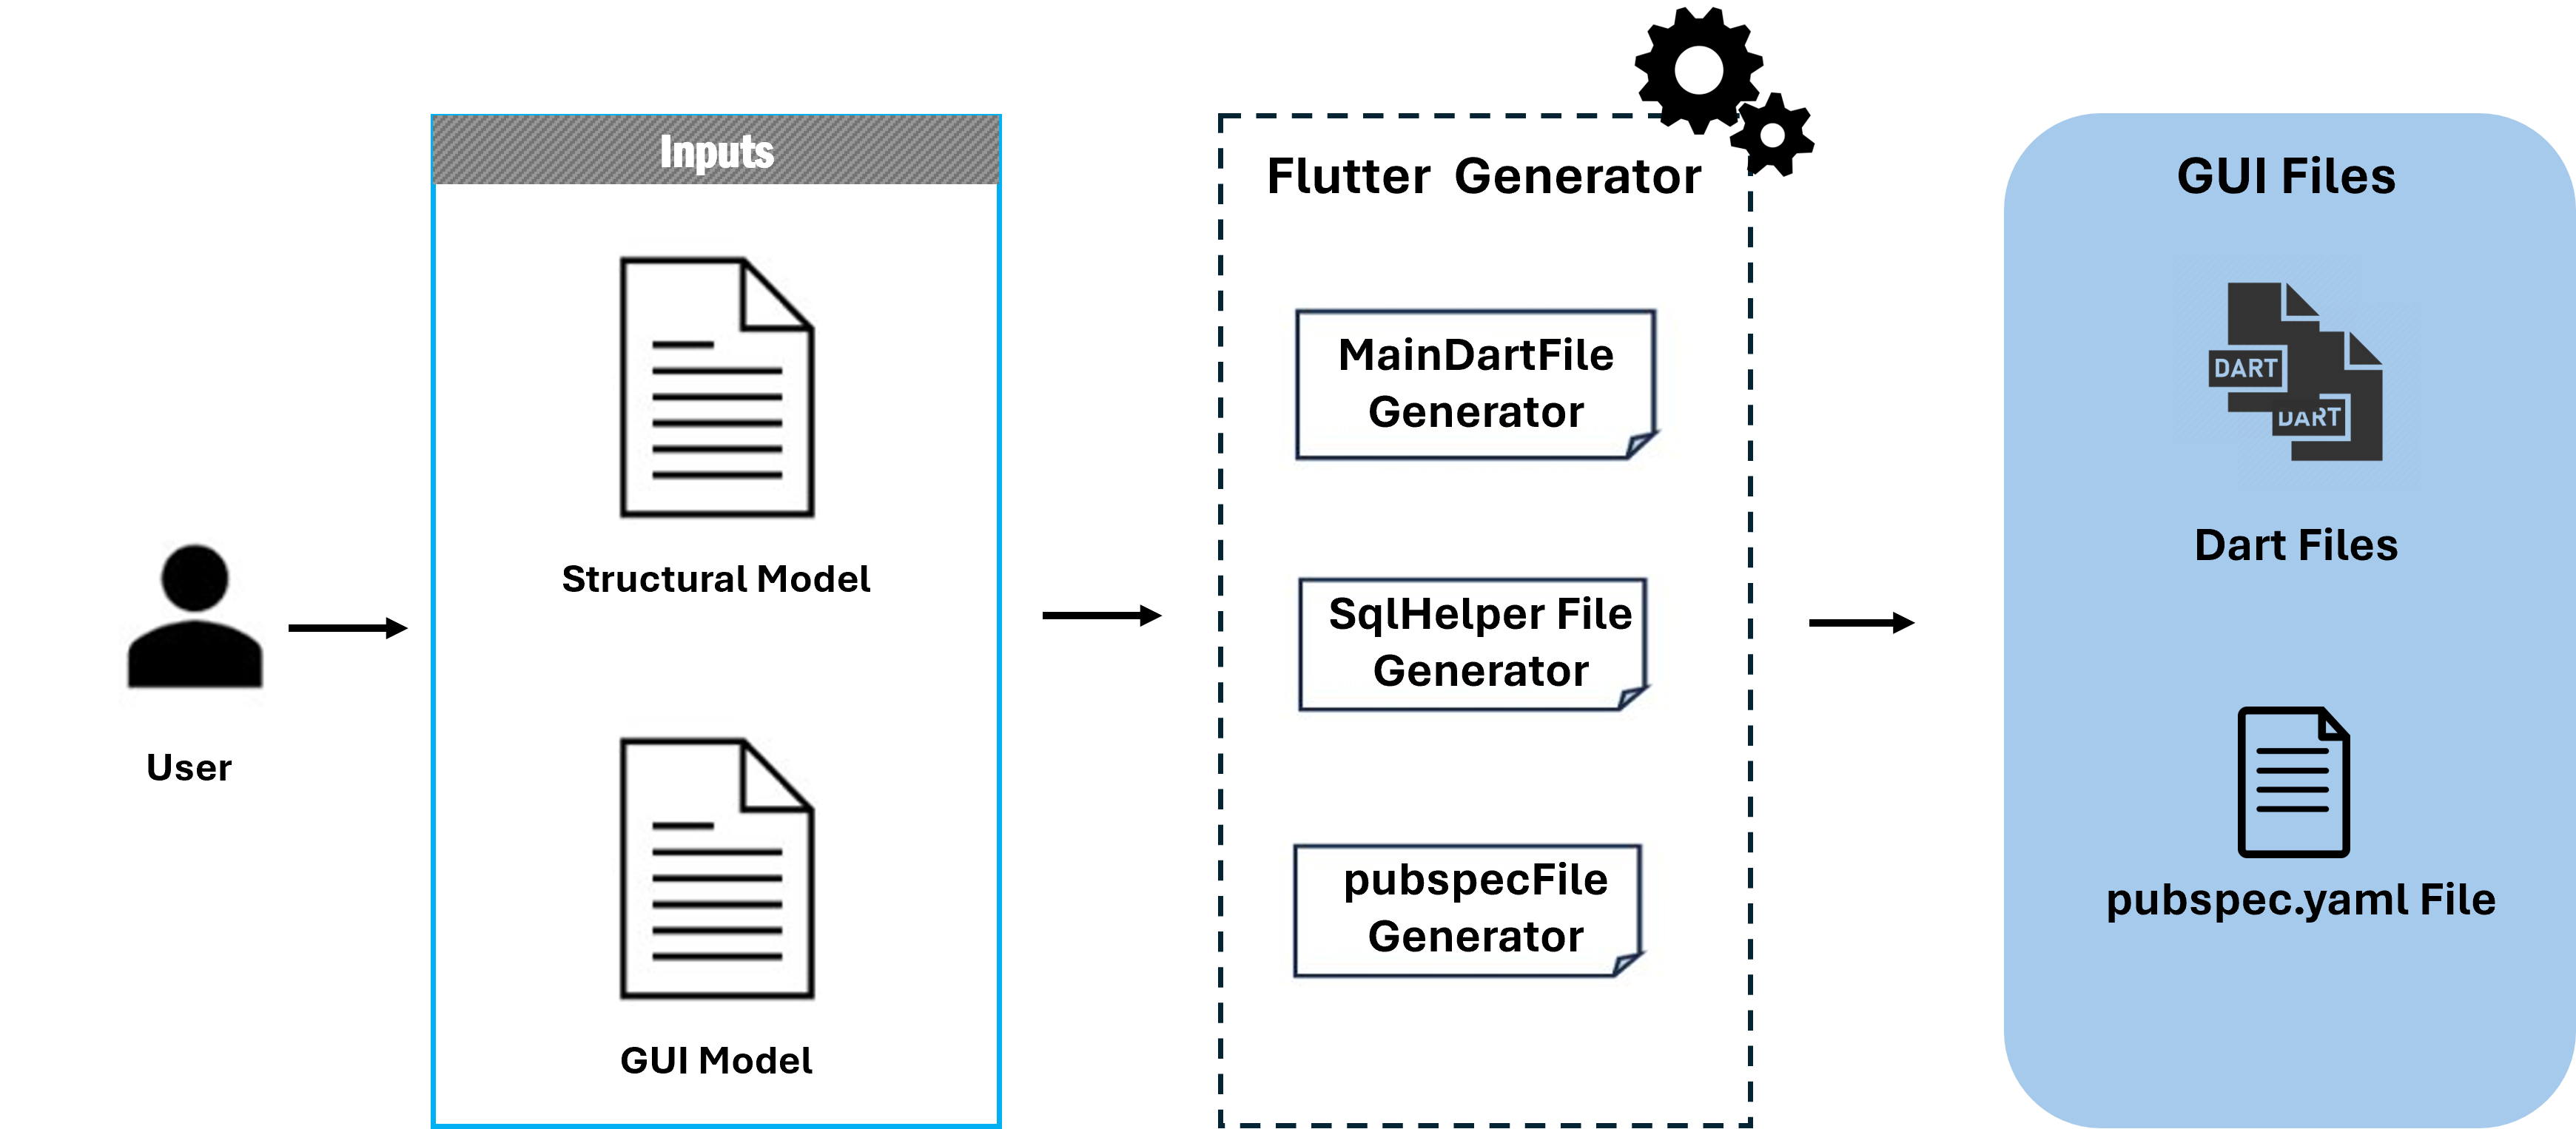 User
Inputs
Structural Model
GUI Model
Flutter Generator
MainDartFile
Generator
SqlHelper File
Generator
pubspecFile
Generator
GUI Files
DART
DART
Dart Files
pubspec.yaml File